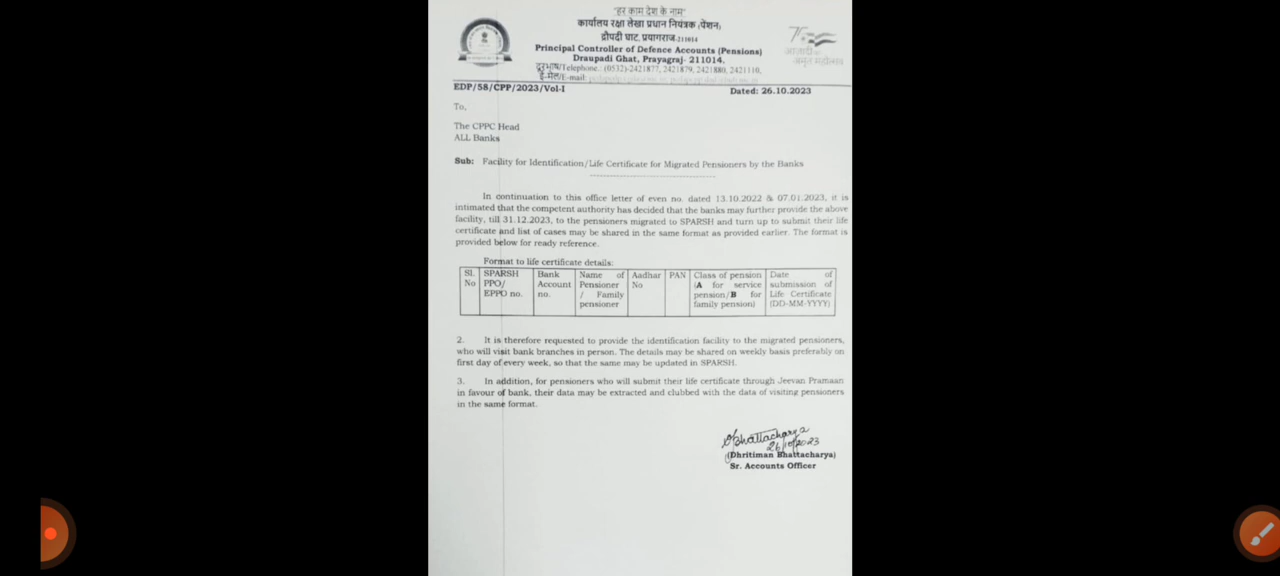 "हर काम देश के नाम"
कार्यालय रक्षा लेखा प्रधान नियंत्रक (पेंशन)
द्रौपदी घाट, प्रयागराज-211014
Principal Controller of Defence Accounts (Pensions)
Draupadi Ghat, Prayagraj- 211014.
दूरभाष/Telephone.: (0532)-2421877, 2421879, 2421880, 2421110,
ई-मेल/E-mail:
आज़ादी का
अमृत महोत्सव
EDP/58/CPP/2023/Vol-I Dated: 26.10.2023
To,
The CPPC Head
ALL Banks
Sub: Facility for Identification/Life Certificate for Migrated Pensioners by the Banks
In continuation to this office letter of even no. dated 13.10.2022 & 07.01.2023, it is
intimated that the competent authority has decided that the banks may further provide the above
facility, till 31.12.2023, to the pensioners migrated to SPARSH and turn up to submit their life
certificate and list of cases may be shared in the same format as provided earlier. The format is
provided below for ready reference.
Format to life certificate details:
Sl. No
SPARSH PPO/ EPPO no.
Bank Account no.
Name of Pensioner / Family pensioner
Aadhar No
PAN
Class of pension (A for service pension/B for family pension)
Date of submission of Life Certificate (DD-MM-YYYY)
2. It is therefore requested to provide the identification facility to the migrated pensioners,
who will visit bank branches in person. The details may be shared on weekly basis preferably on
first day of every week, so that the same may be updated in SPARSH.
3. In addition, for pensioners who will submit their life certificate through Jeevan Pramaan
in favour of bank, their data may be extracted and clubbed with the data of visiting pensioners
in the same format.
DBhattacharya
26/10/2023
(Dhritiman Bhattacharya)
Sr. Accounts Officer